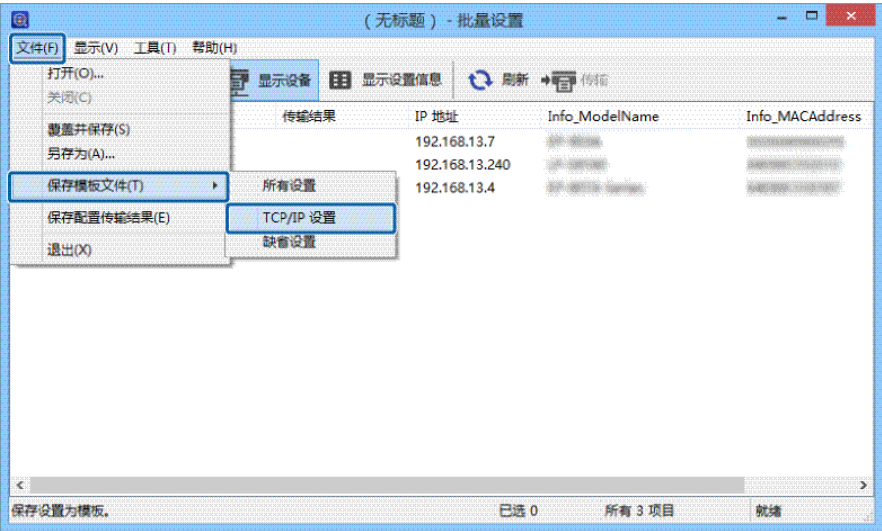 (无标题) - 批量设置
文件(F) 显示(V) 工具(T) 帮助(H)
打开(O)...
关闭(C)
覆盖并保存(S)
另存为(A)...
保存模板文件(T)
保存配置传输结果(E)
退出(X)
所有设置
TCP/IP 设置
缺省设置
显示设备 显示设置信息 刷新 传输
传输结果 IP 地址 Info_ModelName Info_MACAddress
192.168.13.7
192.168.13.240
192.168.13.4
保存设置为模板。 已选 0 所有 3 项目 就绪